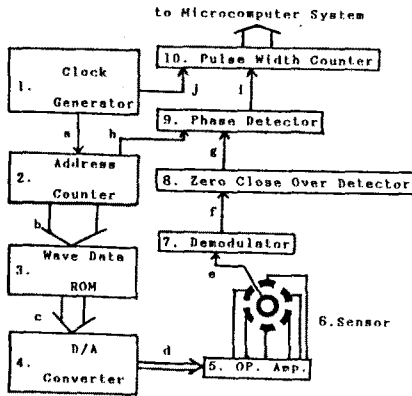 to Microcomputer System
10. Pulse Width Counter
1. Clock
Generator
j
i
9. Phase Detector
a
h
g
2. Address
Counter
8. Zero Close Over Detector
b
f
7. Demodulator
3. Wave Data
ROM
e
6.Sensor
c
4. D/A
Converter
d
5. OP. Amp.